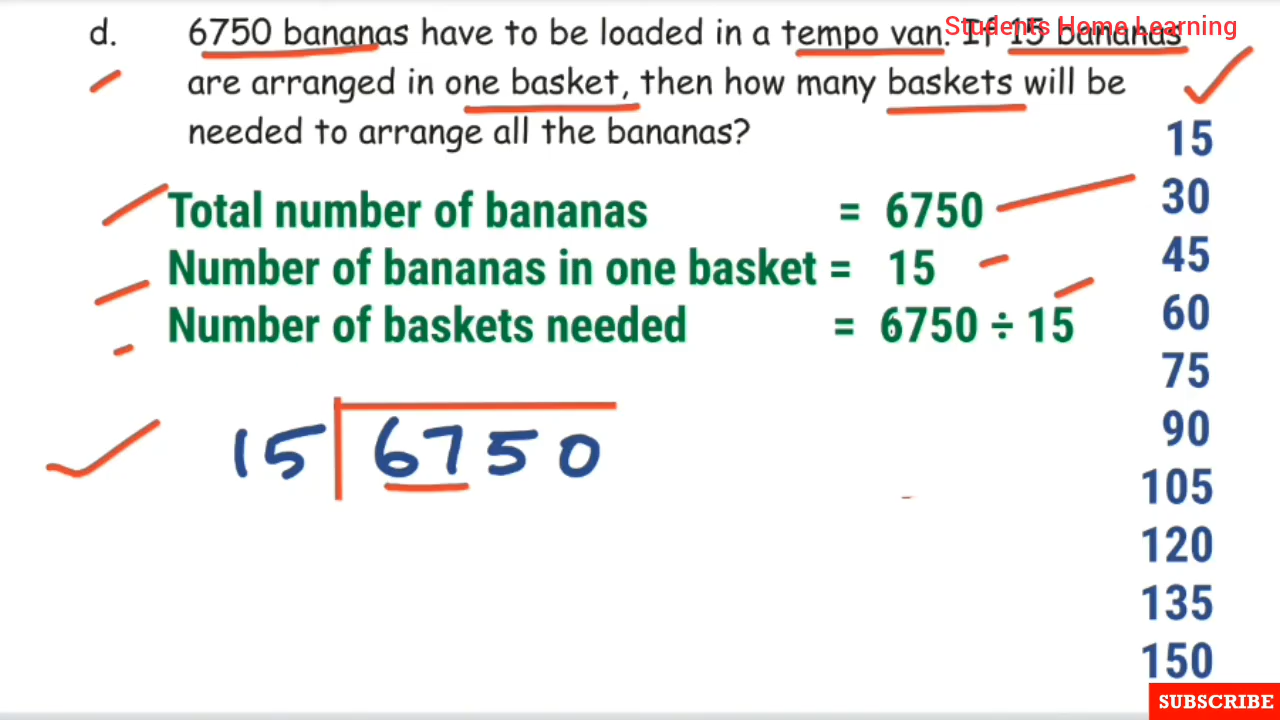 Students Home Learning
d. 6750 bananas have to be loaded in a tempo van. If 15 bananas
are arranged in one basket, then how many baskets will be
needed to arrange all the bananas?
Total number of bananas = 6750
Number of bananas in one basket = 15
Number of baskets needed = 6750 ÷ 15
15 6750
15
30
45
60
75
90
105
120
135
150
SUBSCRIBE